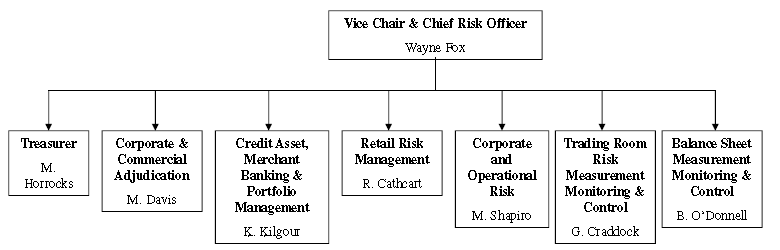 Vice Chair & Chief Risk Officer
Wayne Fox
Treasurer
M.
Horrocks
Corporate &
Commercial
Adjudication
M. Davis
Credit Asset,
Merchant
Banking &
Portfolio
Management
K. Kilgour
Retail Risk
Management
R. Cathcart
Corporate
and
Operational
Risk
M. Shapiro
Trading Room
Risk
Measurement
Monitoring &
Control
G. Craddock
Balance Sheet
Measurement
Monitoring &
Control
B. O'Donnell